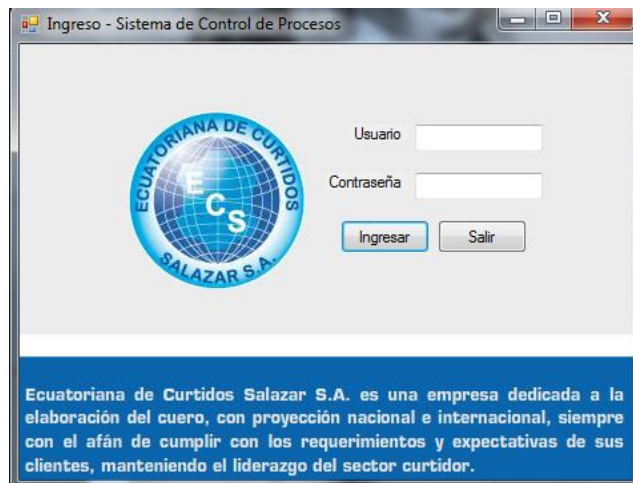 Ingreso - Sistema de Control de Procesos
ECUATORIANA DE CURTIDOS
SALAZAR S.A.
ECS
Usuario
Contraseña
Ingresar
Salir
Ecuatoriana de Curtidos Salazar S.A. es una empresa dedicada a la
elaboración del cuero, con proyección nacional e internacional, siempre
con el afán de cumplir con los requerimientos y expectativas de sus
clientes, manteniendo el liderazgo del sector curtidor.